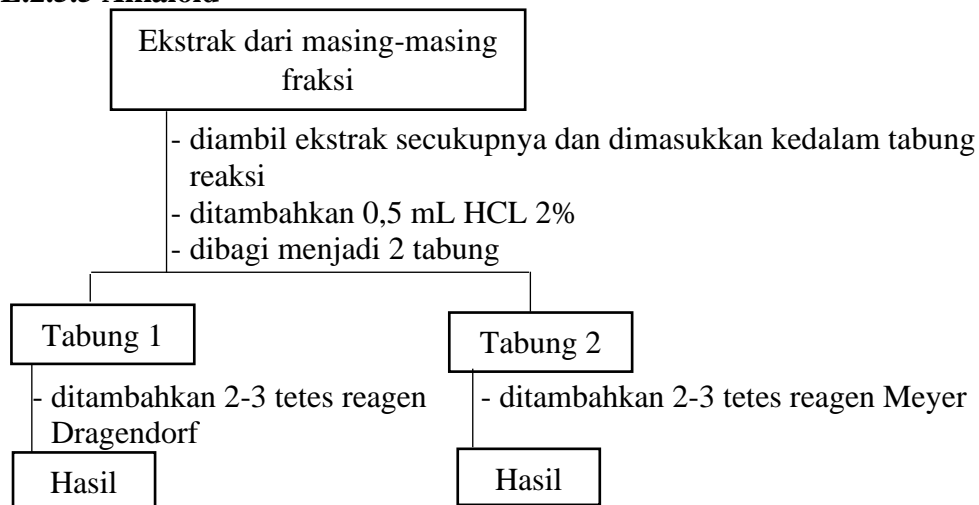 Ekstrak dari masing-masing
fraksi
- diambil ekstrak secukupnya dan dimasukkan kedalam tabung
reaksi
- ditambahkan 0,5 mL HCL 2%
- dibagi menjadi 2 tabung
Tabung 1
Tabung 2
- ditambahkan 2-3 tetes reagen
Dragendorf
- ditambahkan 2-3 tetes reagen Meyer
Hasil
Hasil